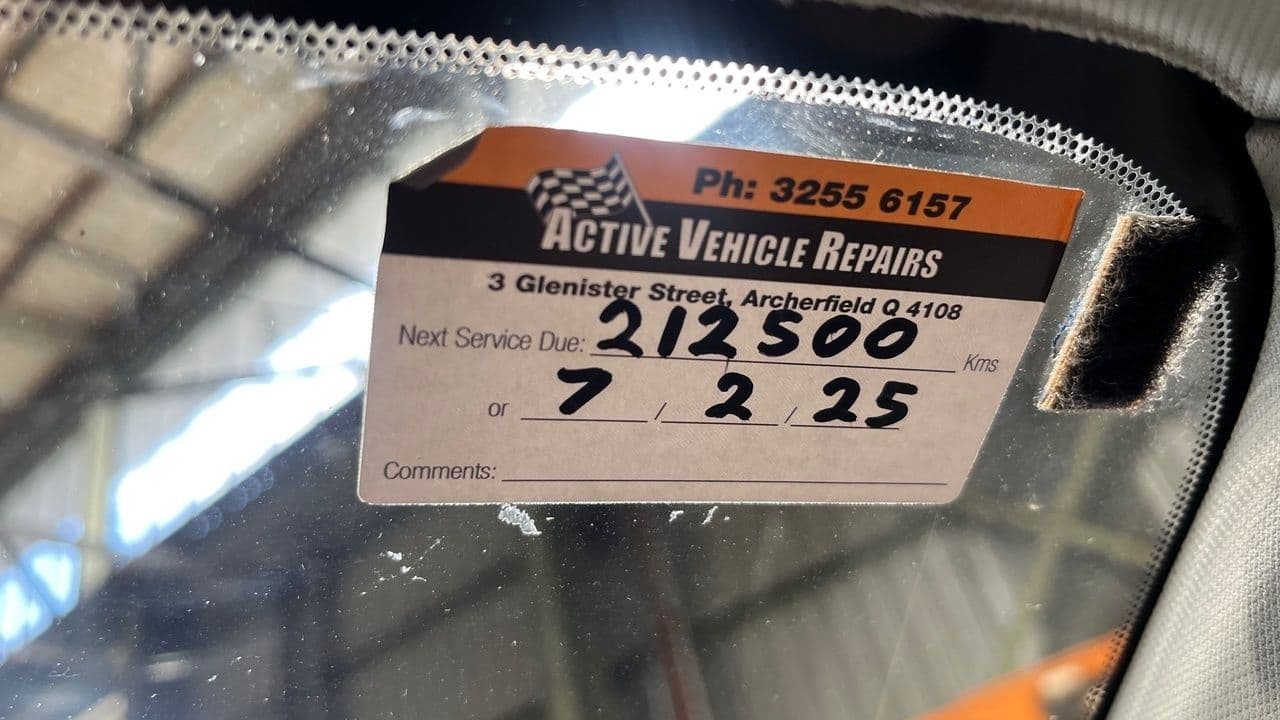 Ph: 3255 6157
ACTIVE VEHICLE REPAIRS
3 Glenister Street, Archerfield Q 4108
Next Service Due: 212500 Kms
or 7 / 2 / 25
Comments: